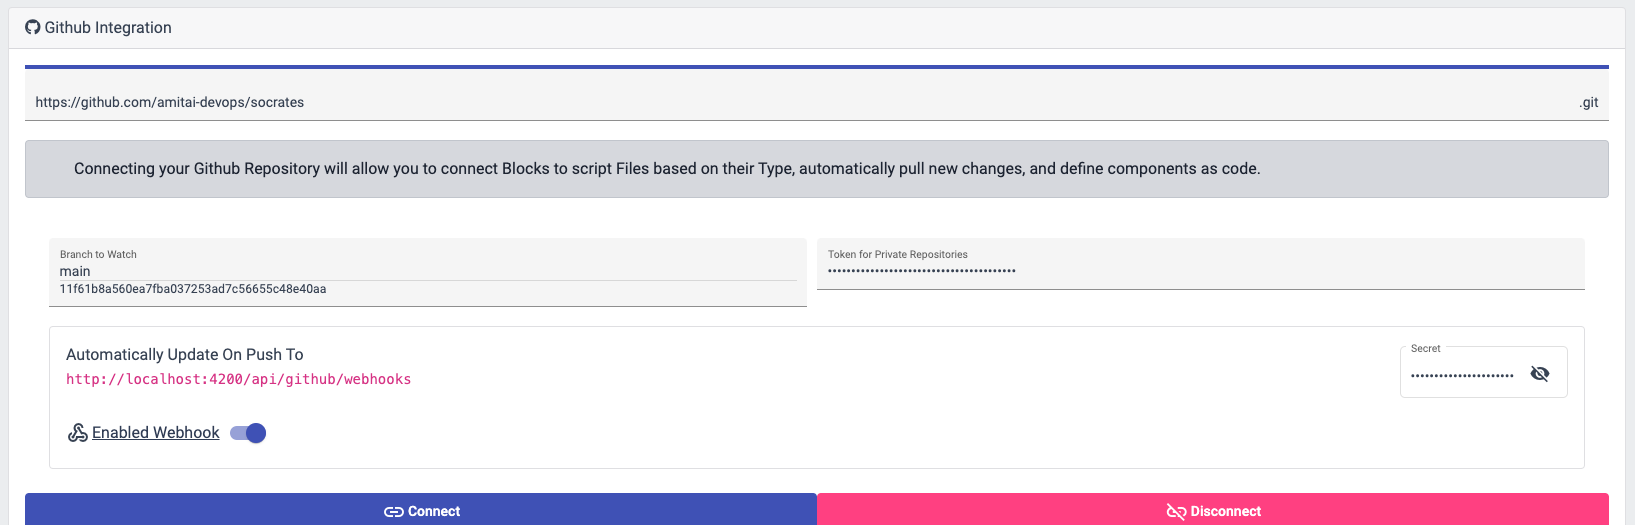 Github Integration
https://github.com/amitai-devops/socrates .git
Connecting your Github Repository will allow you to connect Blocks to script Files based on their Type, automatically pull new changes, and define components as code.
Branch to Watch
main
11f61b8a560ea7fba037253ad7c56655c48e40aa
Token for Private Repositories
••••••••••••••••••••••••••••••••••••••••
Automatically Update On Push To
http://localhost:4200/api/github/webhooks
Secret
••••••••••••••••••••••
Enabled Webhook
Connect
Disconnect